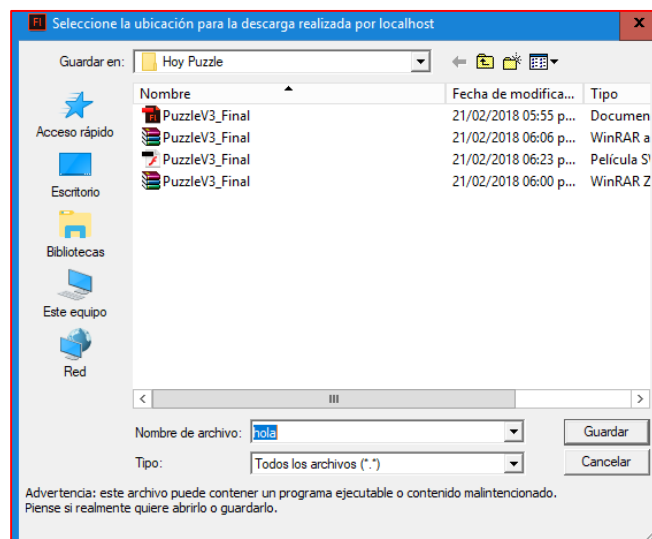 Seleccione la ubicación para la descarga realizada por localhost
Guardar en: Hoy Puzzle
Nombre Fecha de modifica... Tipo
PuzzleV3_Final 21/02/2018 05:55 p... Documen
PuzzleV3_Final 21/02/2018 06:06 p... WinRAR a
PuzzleV3_Final 21/02/2018 06:23 p... Película S
PuzzleV3_Final 21/02/2018 06:00 p... WinRAR Z
Acceso rápido
Escritorio
Bibliotecas
Este equipo
Red
Nombre de archivo: hola Guardar
Tipo: Todos los archivos (*.*) Cancelar
Advertencia: este archivo puede contener un programa ejecutable o contenido malintencionado.
Piense si realmente quiere abrirlo o guardarlo.